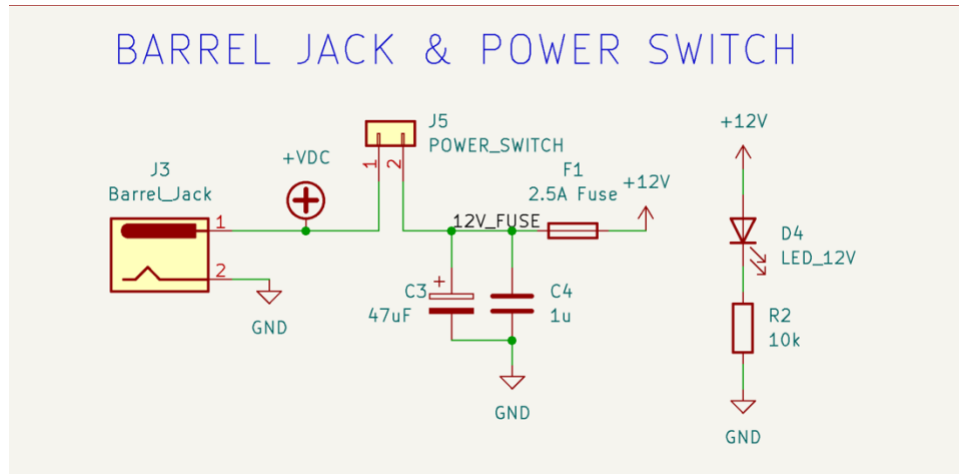 BARREL JACK & POWER SWITCH
J3
Barrel_Jack
1
2
GND
+VDC
J5
POWER_SWITCH
1
2
12V_FUSE
F1
2.5A Fuse
+12V
+
C3
47uF
C4
1u
GND
+12V
D4
LED_12V
R2
10k
GND